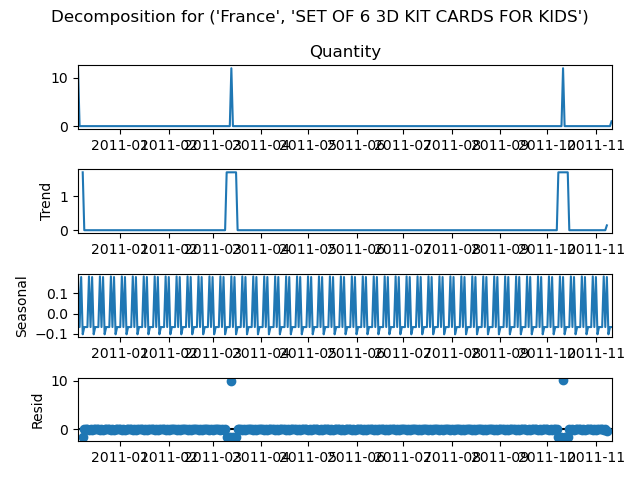 Decomposition for ('France', 'SET OF 6 3D KIT CARDS FOR KIDS')
Quantity
10
0
2011-01 2011-02 2011-03 2011-04 2011-05 2011-06 2011-07 2011-08 2011-09 2011-10 2011-11
Trend
1
0
2011-01 2011-02 2011-03 2011-04 2011-05 2011-06 2011-07 2011-08 2011-09 2011-10 2011-11
Seasonal
0.1
0.0
−0.1
2011-01 2011-02 2011-03 2011-04 2011-05 2011-06 2011-07 2011-08 2011-09 2011-10 2011-11
Resid
10
0
2011-01 2011-02 2011-03 2011-04 2011-05 2011-06 2011-07 2011-08 2011-09 2011-10 2011-11